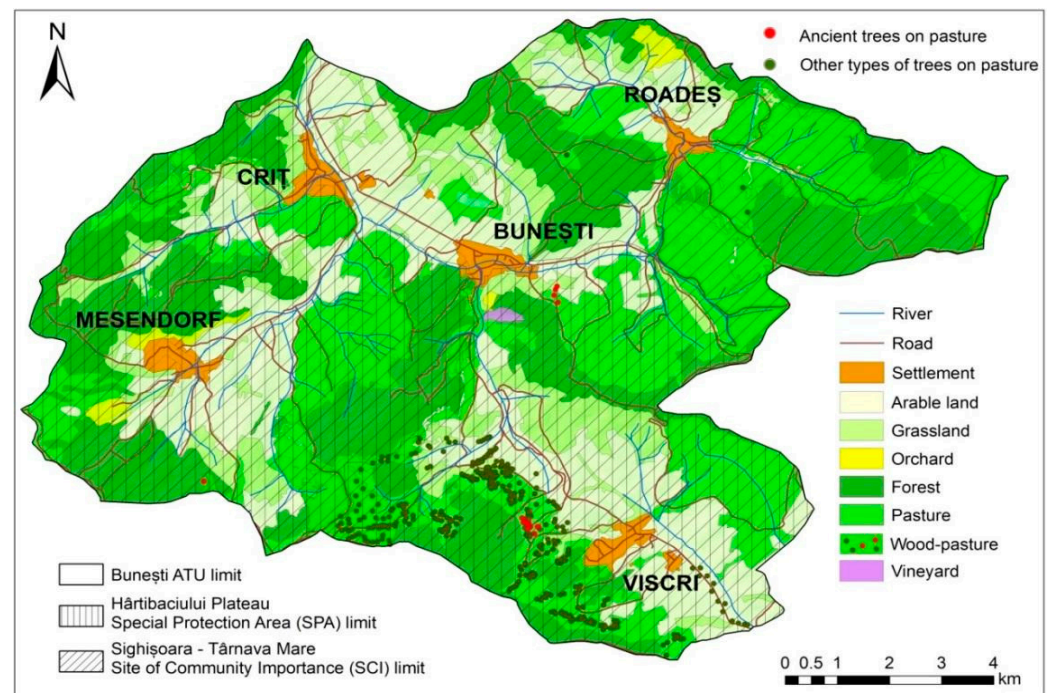 N
Ancient trees on pasture
Other types of trees on pasture
ROADEȘ
CRIȚ
BUNEȘTI
MESENDORF
VISCRI
River
Road
Settlement
Arable land
Grassland
Orchard
Forest
Pasture
Wood-pasture
Vineyard
Bunești ATU limit
Hârtibaciului Plateau
Special Protection Area (SPA) limit
Sighișoara - Târnava Mare
Site of Community Importance (SCI) limit
0 0.5 1 2 3 4
km